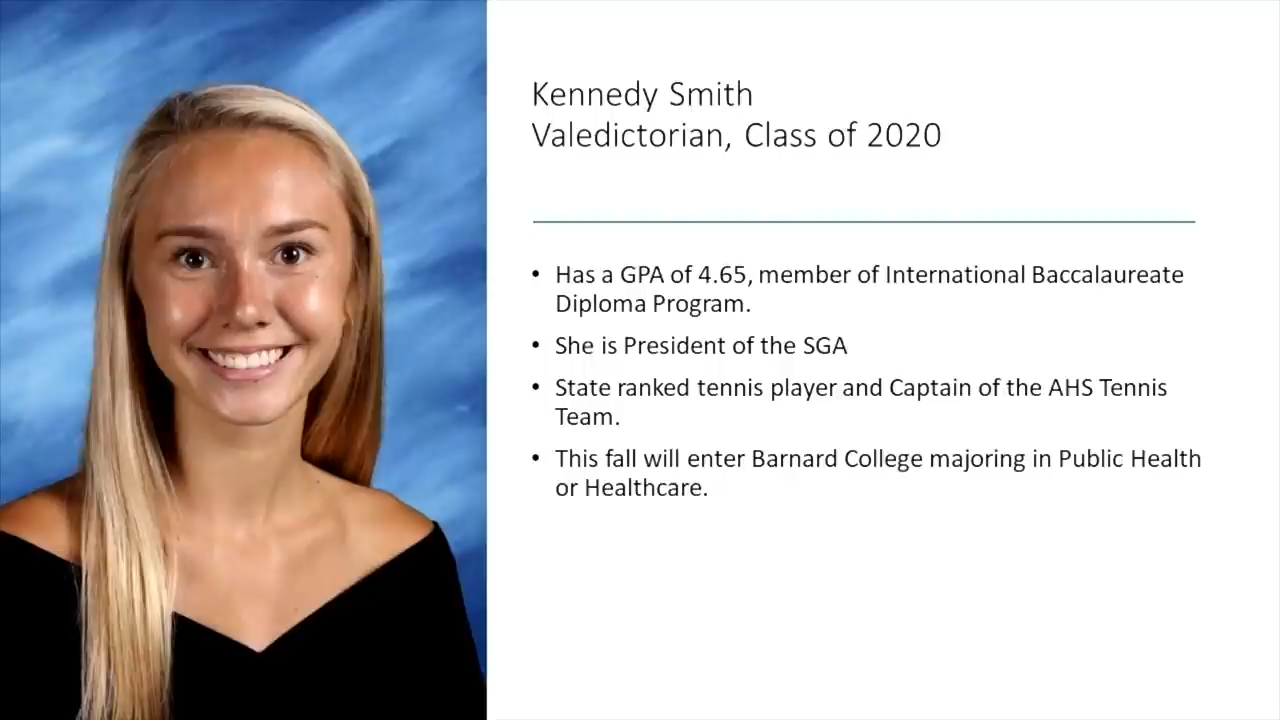 Kennedy Smith
Valedictorian, Class of 2020
• Has a GPA of 4.65, member of International Baccalaureate
Diploma Program.
• She is President of the SGA
• State ranked tennis player and Captain of the AHS Tennis
Team.
• This fall will enter Barnard College majoring in Public Health
or Healthcare.